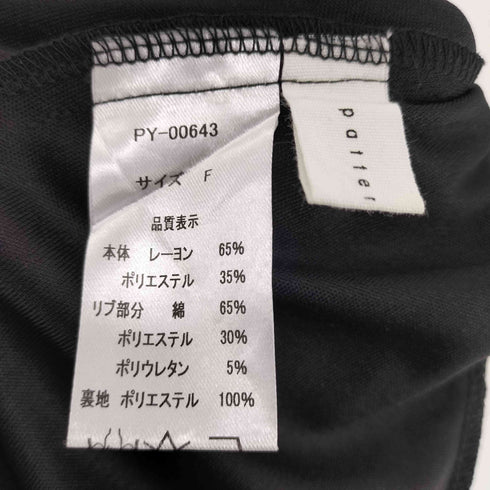 PY-00643
サイズ F
品質表示
本体 レーヨン 65%
ポリエステル 35%
リブ部分 綿 65%
ポリエステル 30%
ポリウレタン 5%
裏地 ポリエステル 100%
patter